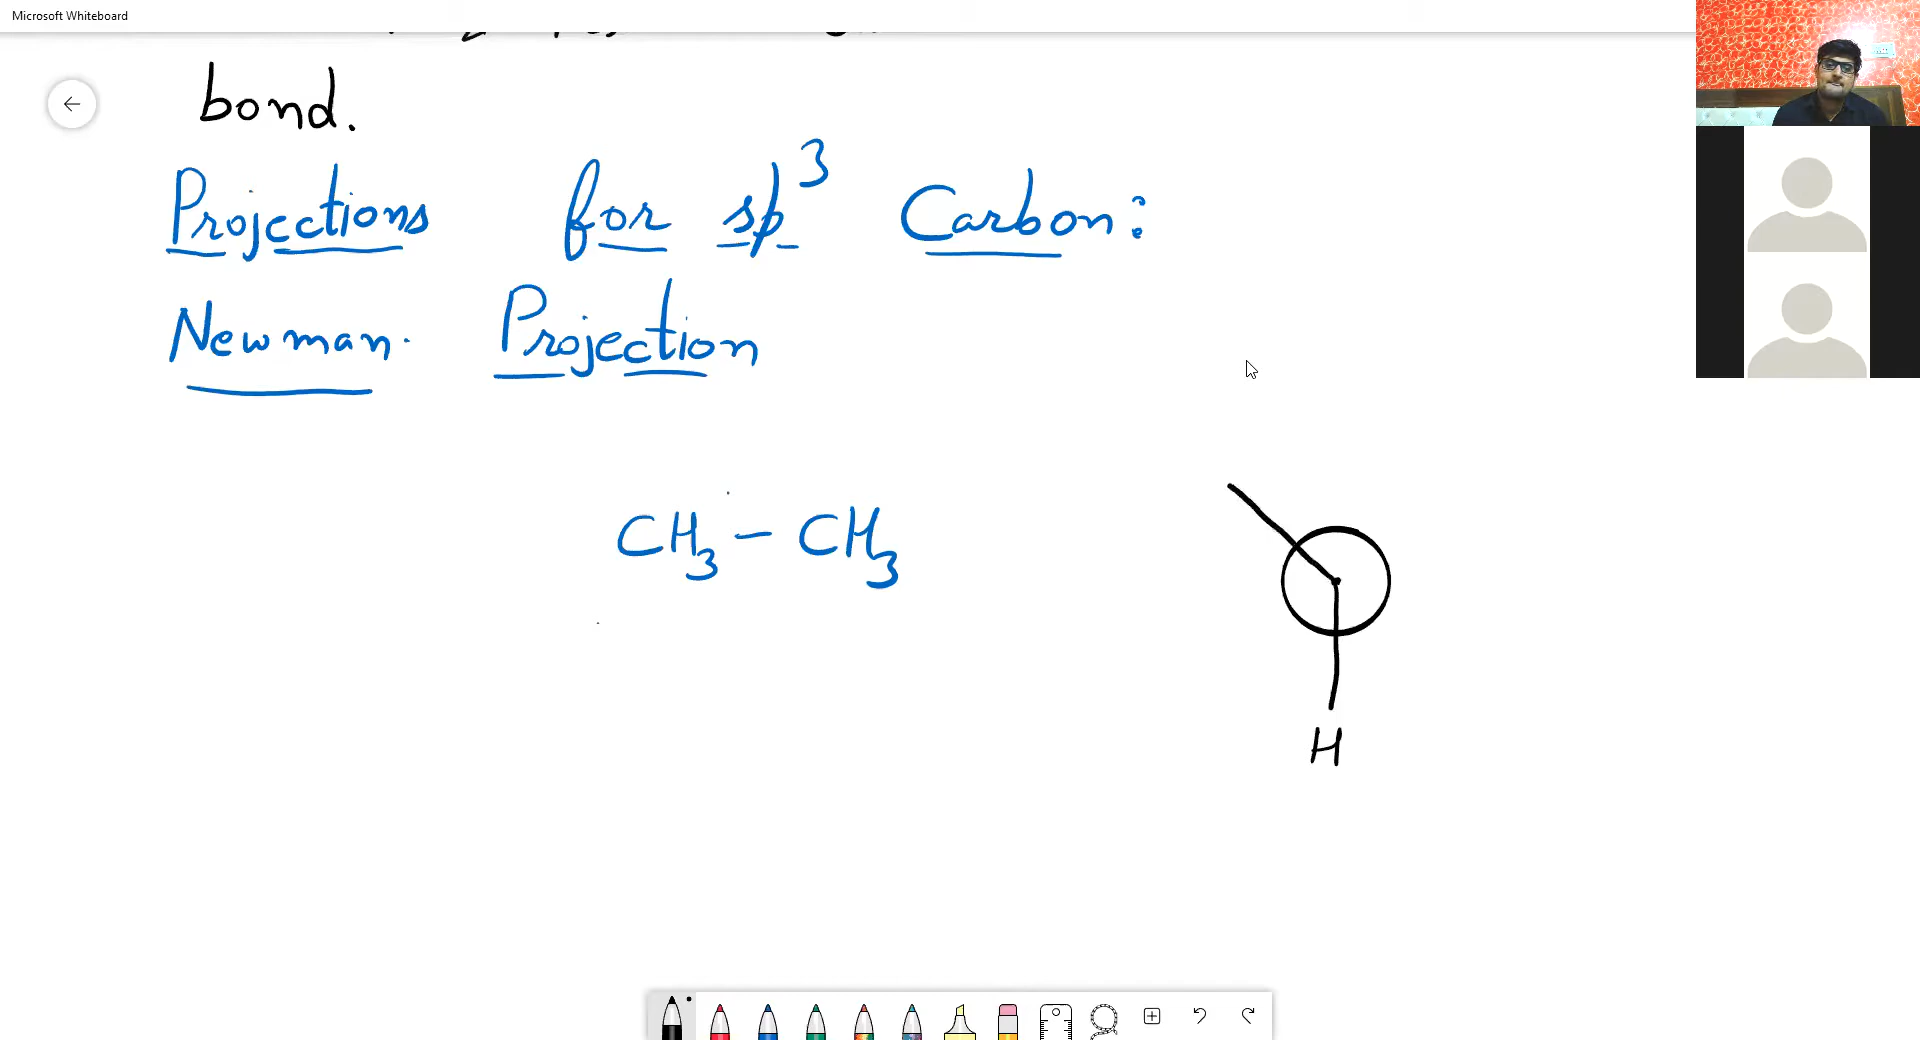 Microsoft Whiteboard
bond.
Projections for sp³ Carbon:
Newman. Projection
CH₃ – CH₃
H